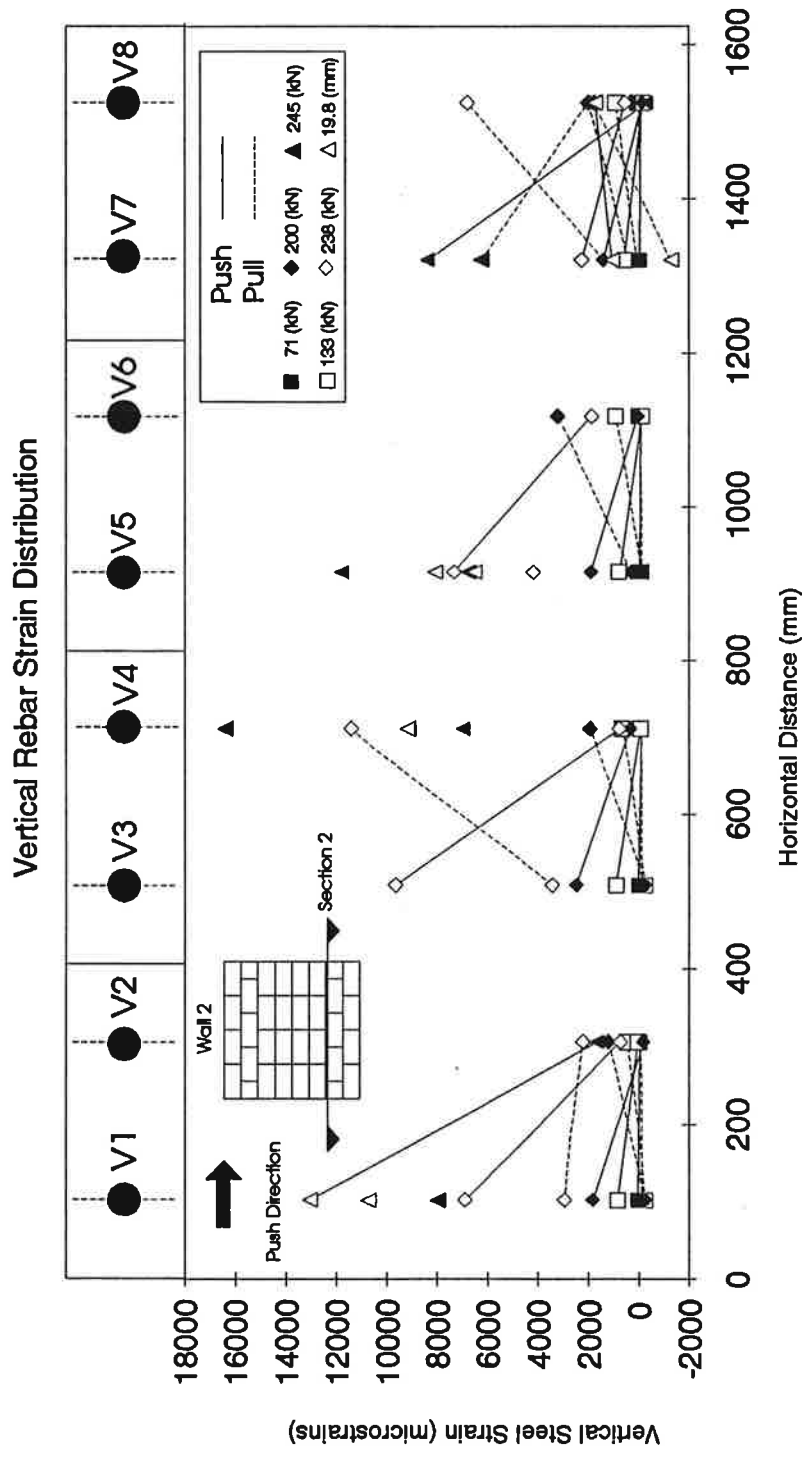 Vertical Rebar Strain Distribution
V1 V2 V3 V4 V5 V6 V7 V8
Push
Pull
71 (kN) 200 (kN) 245 (kN)
133 (kN) 238 (kN) 19.8 (mm)
Wall 2
Push Direction
Section 2
Vertical Steel Strain (microstrains)
18000
16000
14000
12000
10000
8000
6000
4000
2000
0
-2000
0 200 400 600 800 1000 1200 1400 1600
Horizontal Distance (mm)